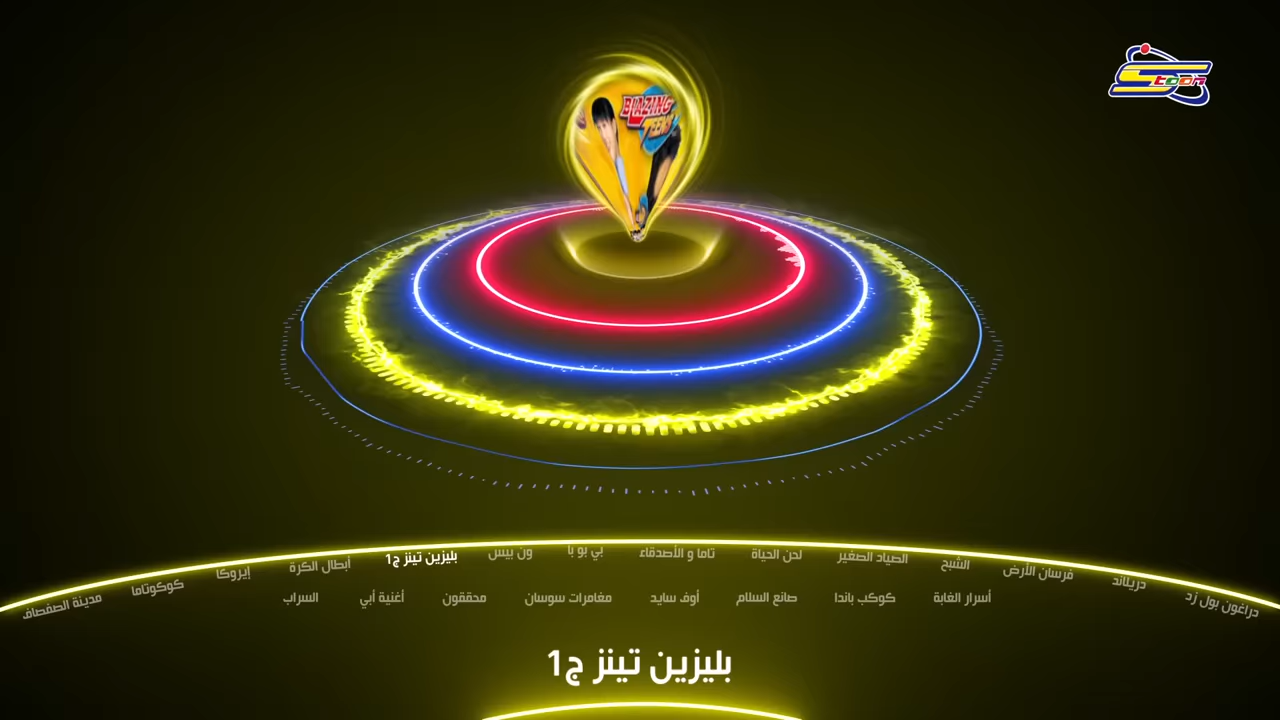 S toon
BLAZING
TEENS
دراغون بول زد دريلاند فرسان الأرض الشبح الصياد الصغير لحن الحياة تاما و الأصدقاء بي بو با ون بيس بليزين تينز ج1 أبطال الكرة إيروكا كوكوتاما مدينة الصفصاف
أسرار الغابة كوكب باندا صانع السلام أوف سايد مغامرات سوسان محققون أغنية أبي السراب
بليزين تينز ج1